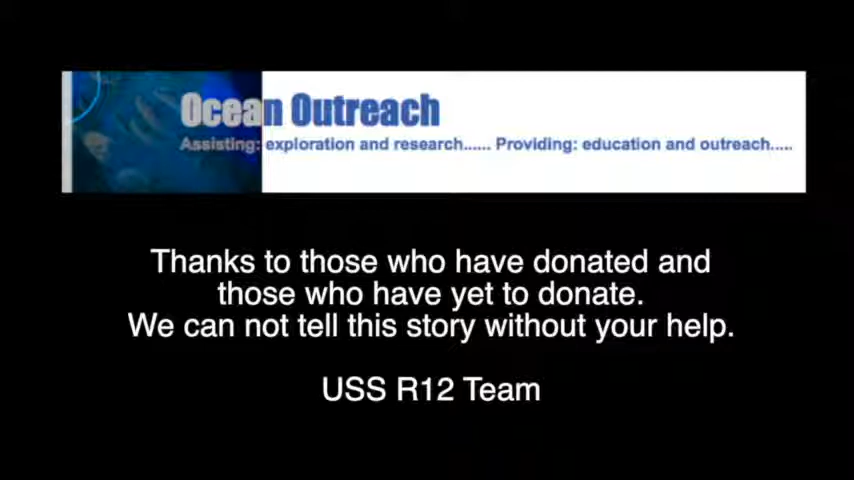 Ocean Outreach
Assisting: exploration and research...... Providing: education and outreach.....
Thanks to those who have donated and
those who have yet to donate.
We can not tell this story without your help.
USS R12 Team